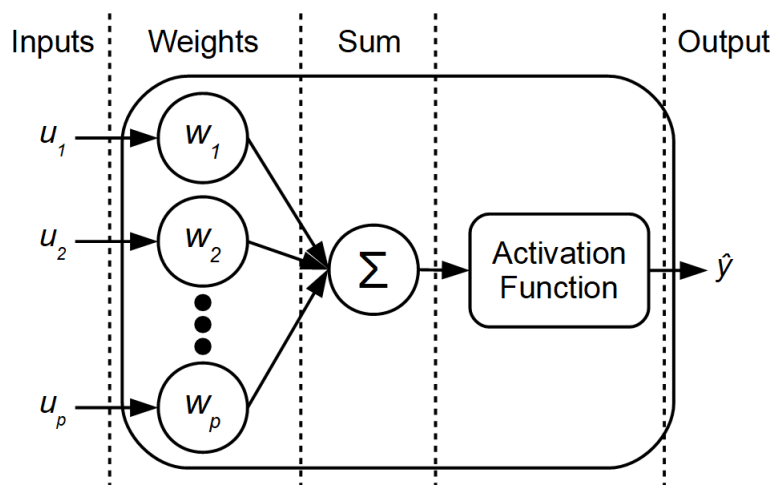 Inputs Weights Sum Output
u1 w1
u2 w2
Σ
Activation
Function
ŷ
up wp